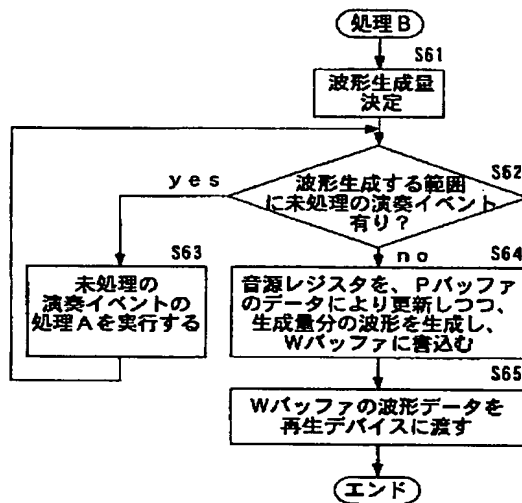 処理B
S61
波形生成量
決定
S62
波形生成する範囲
に未処理の演奏イベント
有り？
yes
no
S63
未処理の
演奏イベントの
処理Aを実行する
S64
音源レジスタを、Pバッファ
のデータにより更新しつつ、
生成量分の波形を生成し、
Wバッファに書込む
S65
Wバッファの波形データを
再生デバイスに渡す
エンド